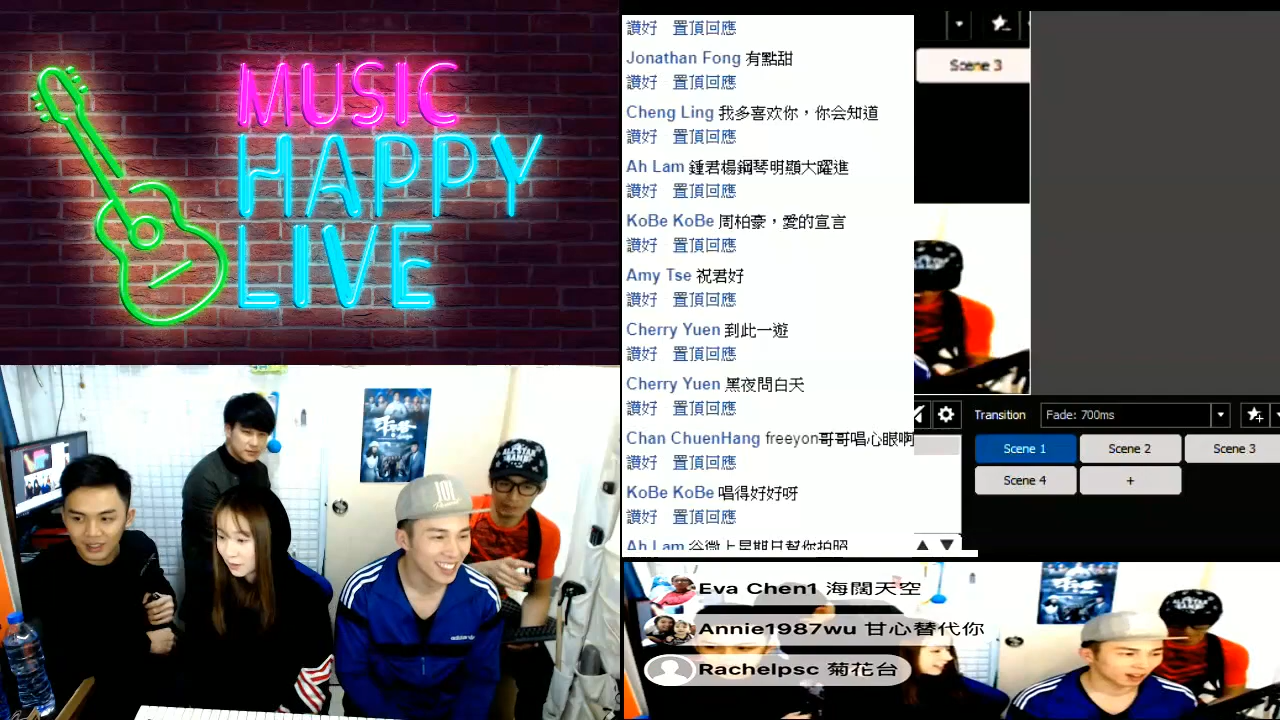 MUSIC
HAPPY
LIVE
讚好 置頂回應
Jonathan Fong 有點甜
讚好 置頂回應
Cheng Ling 我多喜欢你，你会知道
讚好 置頂回應
Ah Lam 鍾君楊鋼琴明顯大躍進
讚好 置頂回應
KoBe KoBe 周柏豪，愛的宣言
讚好 置頂回應
Amy Tse 祝君好
讚好 置頂回應
Cherry Yuen 到此一遊
讚好 置頂回應
Cherry Yuen 黑夜問白天
讚好 置頂回應
Chan ChuenHang freeyon哥哥唱心眼啊
讚好 置頂回應
KoBe KoBe 唱得好好呀
讚好 置頂回應
Ah Lam
Scene 3
Transition Fade: 700ms
Scene 1 Scene 2 Scene 3
Scene 4 +
Eva Chen1 海闊天空
Annie1987wu 甘心替代你
Rachelpsc 菊花台
adidas